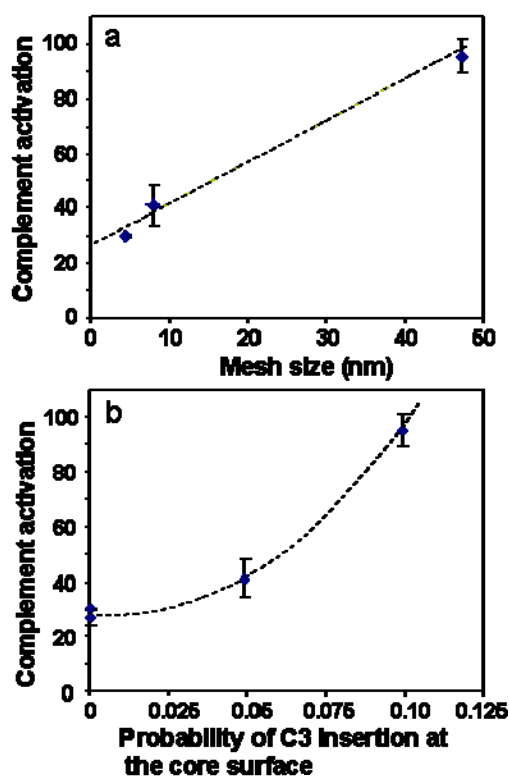 a
Complement activation
100
80
60
40
20
0
0 10 20 30 40 50
Mesh size (nm)
b
Complement activation
100
80
60
40
20
0
0 0.025 0.05 0.075 0.10 0.125
Probability of C3 insertion at
the core surface